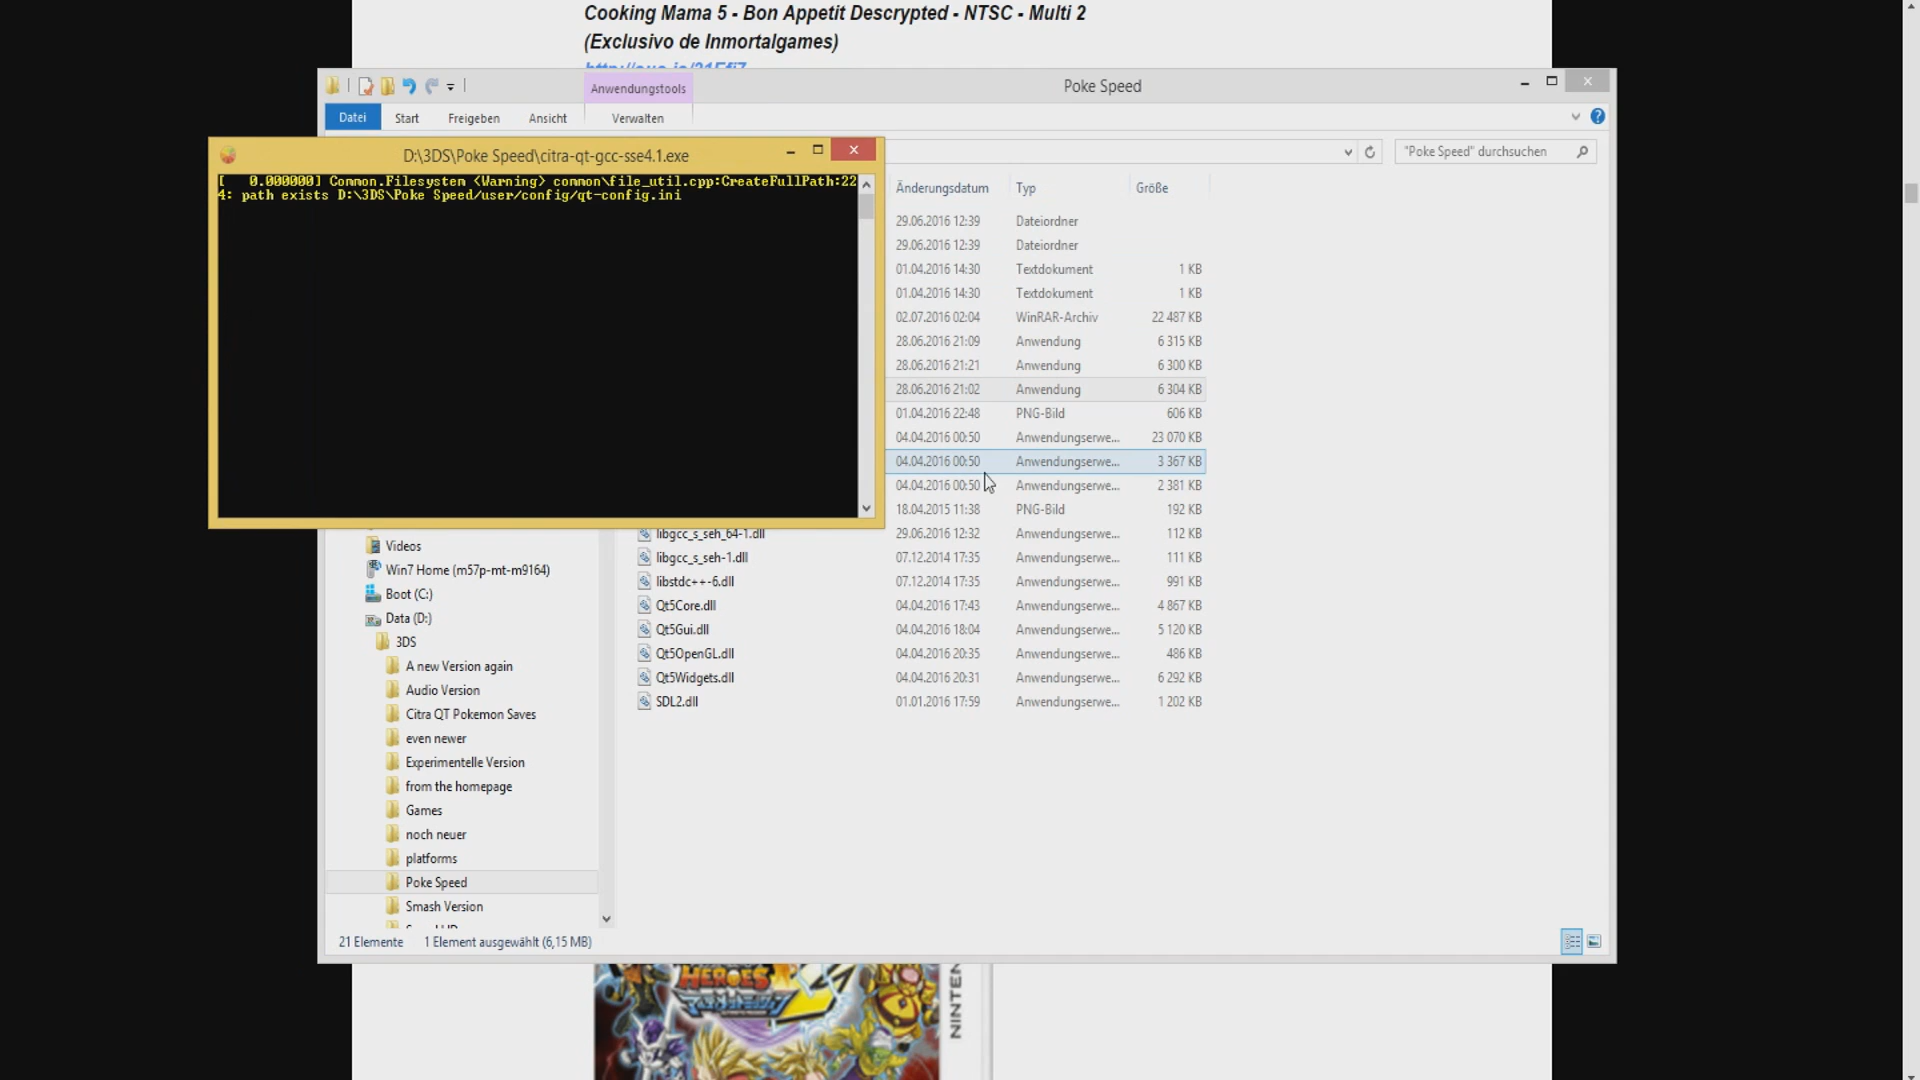 Cooking Mama 5 - Bon Appetit Descrypted - NTSC - Multi 2
(Exclusivo de Inmortalgames)
Poke Speed
Anwendungstools
Datei Start Freigeben Ansicht Verwalten
D:\3DS\Poke Speed\citra-qt-gcc-sse4.1.exe
[ 0.000000] Common.Filesystem <Warning> common\file_util.cpp:CreateFullPath:22
4: path exists D:\3DS\Poke Speed/user/config/qt-config.ini
"Poke Speed" durchsuchen
Änderungsdatum Typ Größe
29.06.2016 12:39 Dateiordner
29.06.2016 12:39 Dateiordner
01.04.2016 14:30 Textdokument 1 KB
01.04.2016 14:30 Textdokument 1 KB
02.07.2016 02:04 WinRAR-Archiv 22 487 KB
28.06.2016 21:09 Anwendung 6 315 KB
28.06.2016 21:21 Anwendung 6 300 KB
28.06.2016 21:02 Anwendung 6 304 KB
01.04.2016 22:48 PNG-Bild 606 KB
04.04.2016 00:50 Anwendungserwe... 23 070 KB
04.04.2016 00:50 Anwendungserwe... 3 367 KB
04.04.2016 00:50 Anwendungserwe... 2 381 KB
18.04.2015 11:38 PNG-Bild 192 KB
libgcc_s_seh_64-1.dll 29.06.2016 12:32 Anwendungserwe... 112 KB
libgcc_s_seh-1.dll 07.12.2014 17:35 Anwendungserwe... 111 KB
libstdc++-6.dll 07.12.2014 17:35 Anwendungserwe... 991 KB
Qt5Core.dll 04.04.2016 17:43 Anwendungserwe... 4 867 KB
Qt5Gui.dll 04.04.2016 18:04 Anwendungserwe... 5 120 KB
Qt5OpenGL.dll 04.04.2016 20:35 Anwendungserwe... 486 KB
Qt5Widgets.dll 04.04.2016 20:31 Anwendungserwe... 6 292 KB
SDL2.dll 01.01.2016 17:59 Anwendungserwe... 1 202 KB
Videos
Win7 Home (m57p-mt-m9164)
Boot (C:)
Data (D:)
3DS
A new Version again
Audio Version
Citra QT Pokemon Saves
even newer
Experimentelle Version
from the homepage
Games
noch neuer
platforms
Poke Speed
Smash Version
21 Elemente 1 Element ausgewählt (6,15 MB)
HEROES